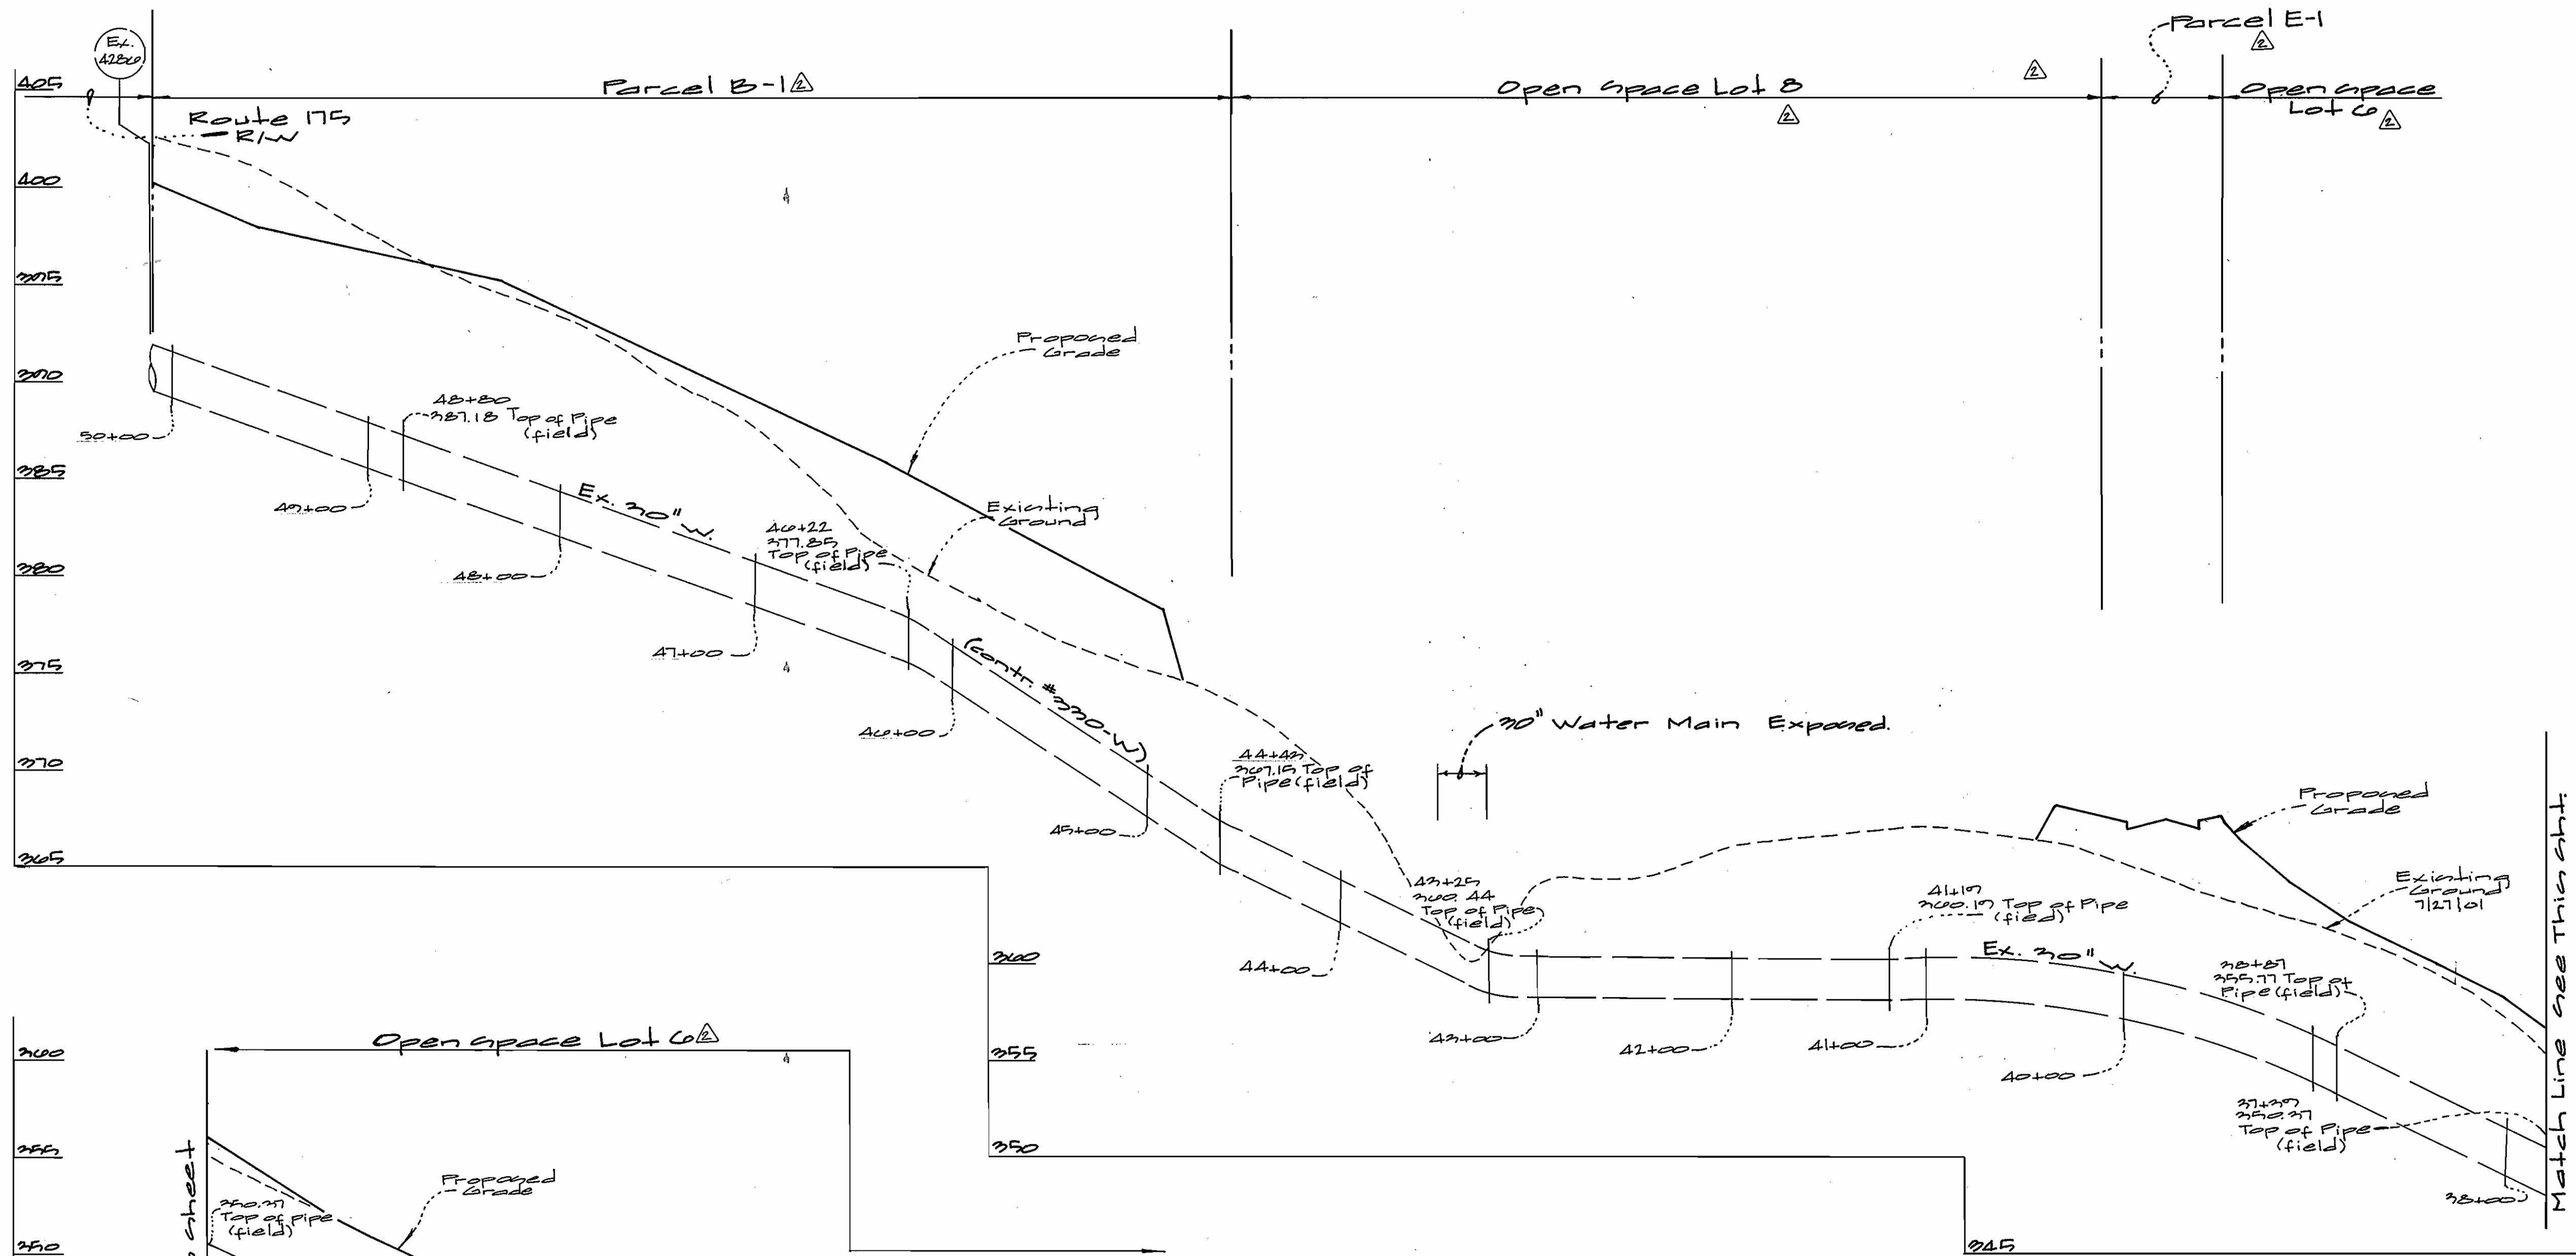 Ex.
4286
405
Parcel B-1 2
Open Space Lot 8
2
2
Parcel E-1
2
Open Space
Lot 6 2
Route 175
R/W
400
395
390
385
380
375
370
365
Proposed
Grade
48+80
387.18 Top of Pipe
(field)
50+00
49+00
Ex. 30" W.
48+00
46+22
377.85
Top of Pipe
(field)
Existing
Ground
47+00
(Contr. #330-W)
46+00
30" Water Main Exposed.
44+43
367.15 Top of
Pipe (field)
45+00
Proposed
Grade
43+25
360.44
Top of Pipe
(field)
41+19
360.19 Top of Pipe
(field)
Existing
Ground
7/27/01
360
44+00
Ex. 30" W.
38+87
355.77 Top of
Pipe (field)
43+00
42+00
41+00
40+00
355
37+39
350.37
Top of Pipe
(field)
350
38+00
345
Match Line See This Sht.
Open Space Lot 6 2
360
355
350
Proposed
Grade
350.37
Top of Pipe
(field)
sheet